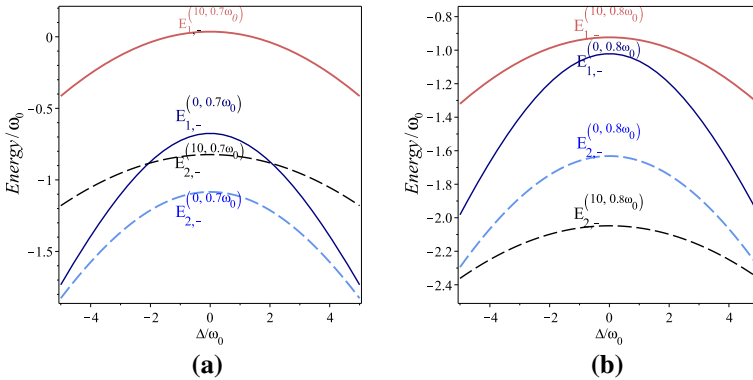 E₁,₋^(10, 0.7ω₀)
0
E₁,₋^(0, 0.7ω₀)
−0.5
E₂,₋^(10, 0.7ω₀)
−1
E₂,₋^(0, 0.7ω₀)
−1.5
Energy/ω₀
−4 −2 0 2 4
Δ/ω₀
(a)
−0.8
E₁,₋^(10, 0.8ω₀)
−1.0
E₁,₋^(0, 0.8ω₀)
−1.2
−1.4
E₂,₋^(0, 0.8ω₀)
−1.6
−1.8
−2.0
E₂,₋^(10, 0.8ω₀)
−2.2
−2.4
Energy/ω₀
−4 −2 0 2 4
Δ/ω₀
(b)